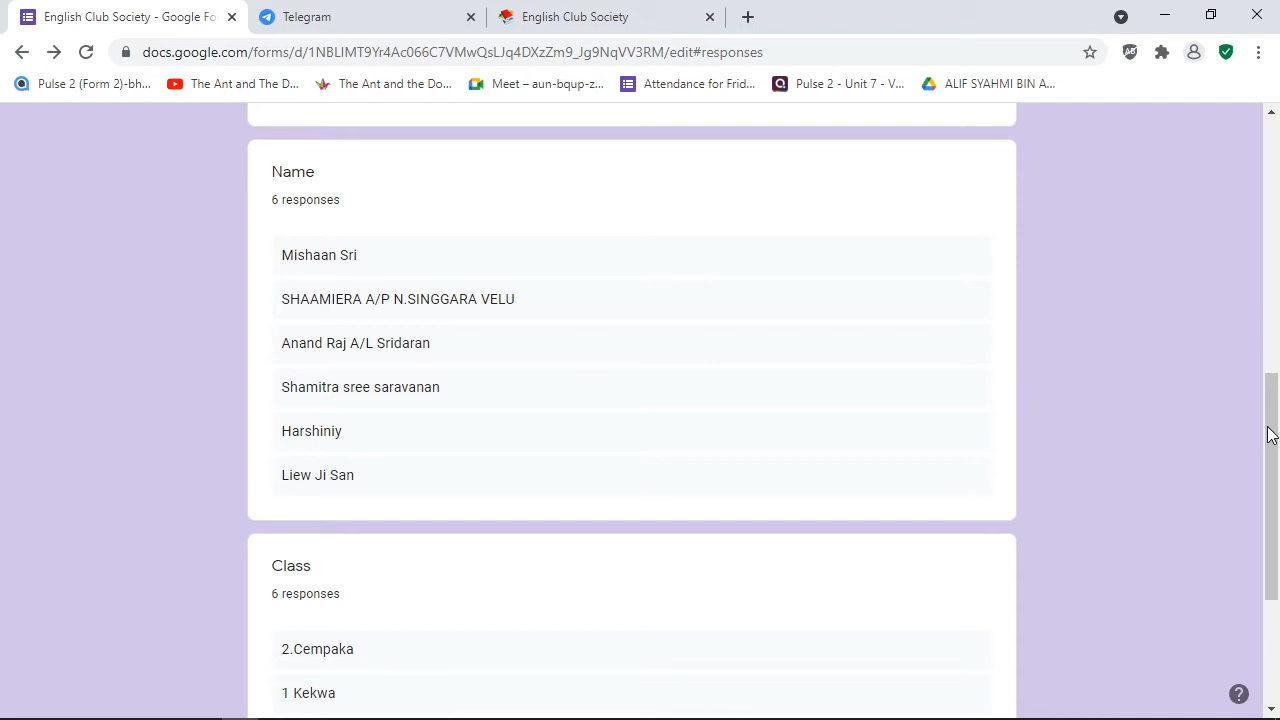 English Club Society - Google Fo
Telegram
English Club Society
docs.google.com/forms/d/1NBLIMT9Yr4Ac066C7VMwQsLJq4DXzZm9_Jg9NqVV3RM/edit#responses
Pulse 2 (Form 2)-bh...
The Ant and The D...
The Ant and the Do...
Meet – aun-bqup-z...
Attendance for Frid...
Pulse 2 - Unit 7 - V...
ALIF SYAHMI BIN A...
Name
6 responses
Mishaan Sri
SHAAMIERA A/P N.SINGGARA VELU
Anand Raj A/L Sridaran
Shamitra sree saravanan
Harshiniy
Liew Ji San
Class
6 responses
2.Cempaka
1 Kekwa